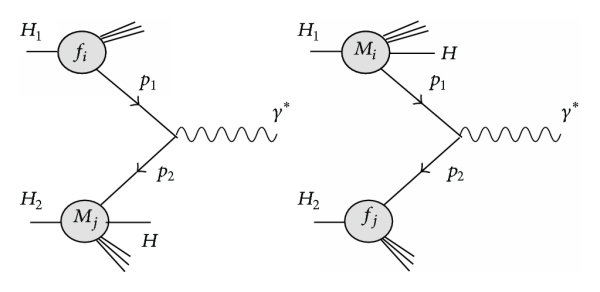 H₁
fᵢ
p₁
γ*
p₂
H₂
Mⱼ
H
H₁
Mᵢ
H
p₁
γ*
p₂
H₂
fⱼ